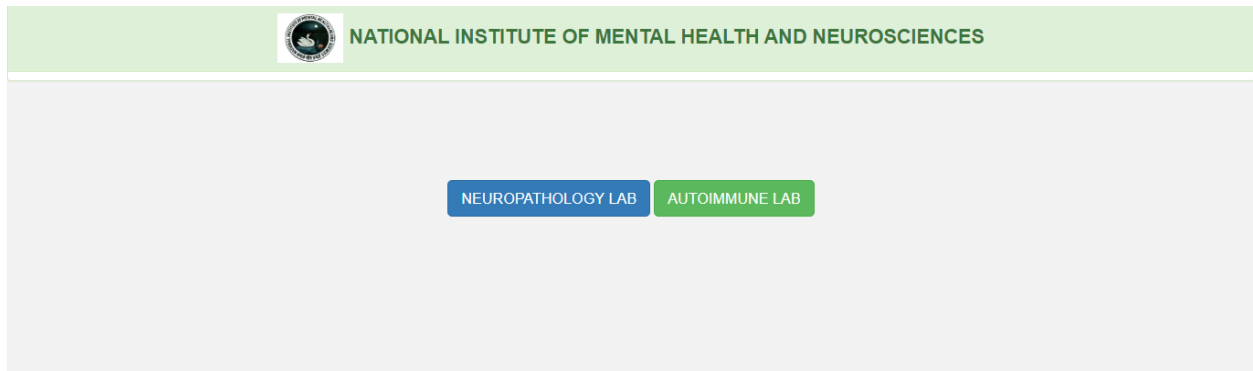 NATIONAL INSTITUTE OF MENTAL HEALTH AND NEUROSCIENCES
NEUROPATHOLOGY LAB
AUTOIMMUNE LAB